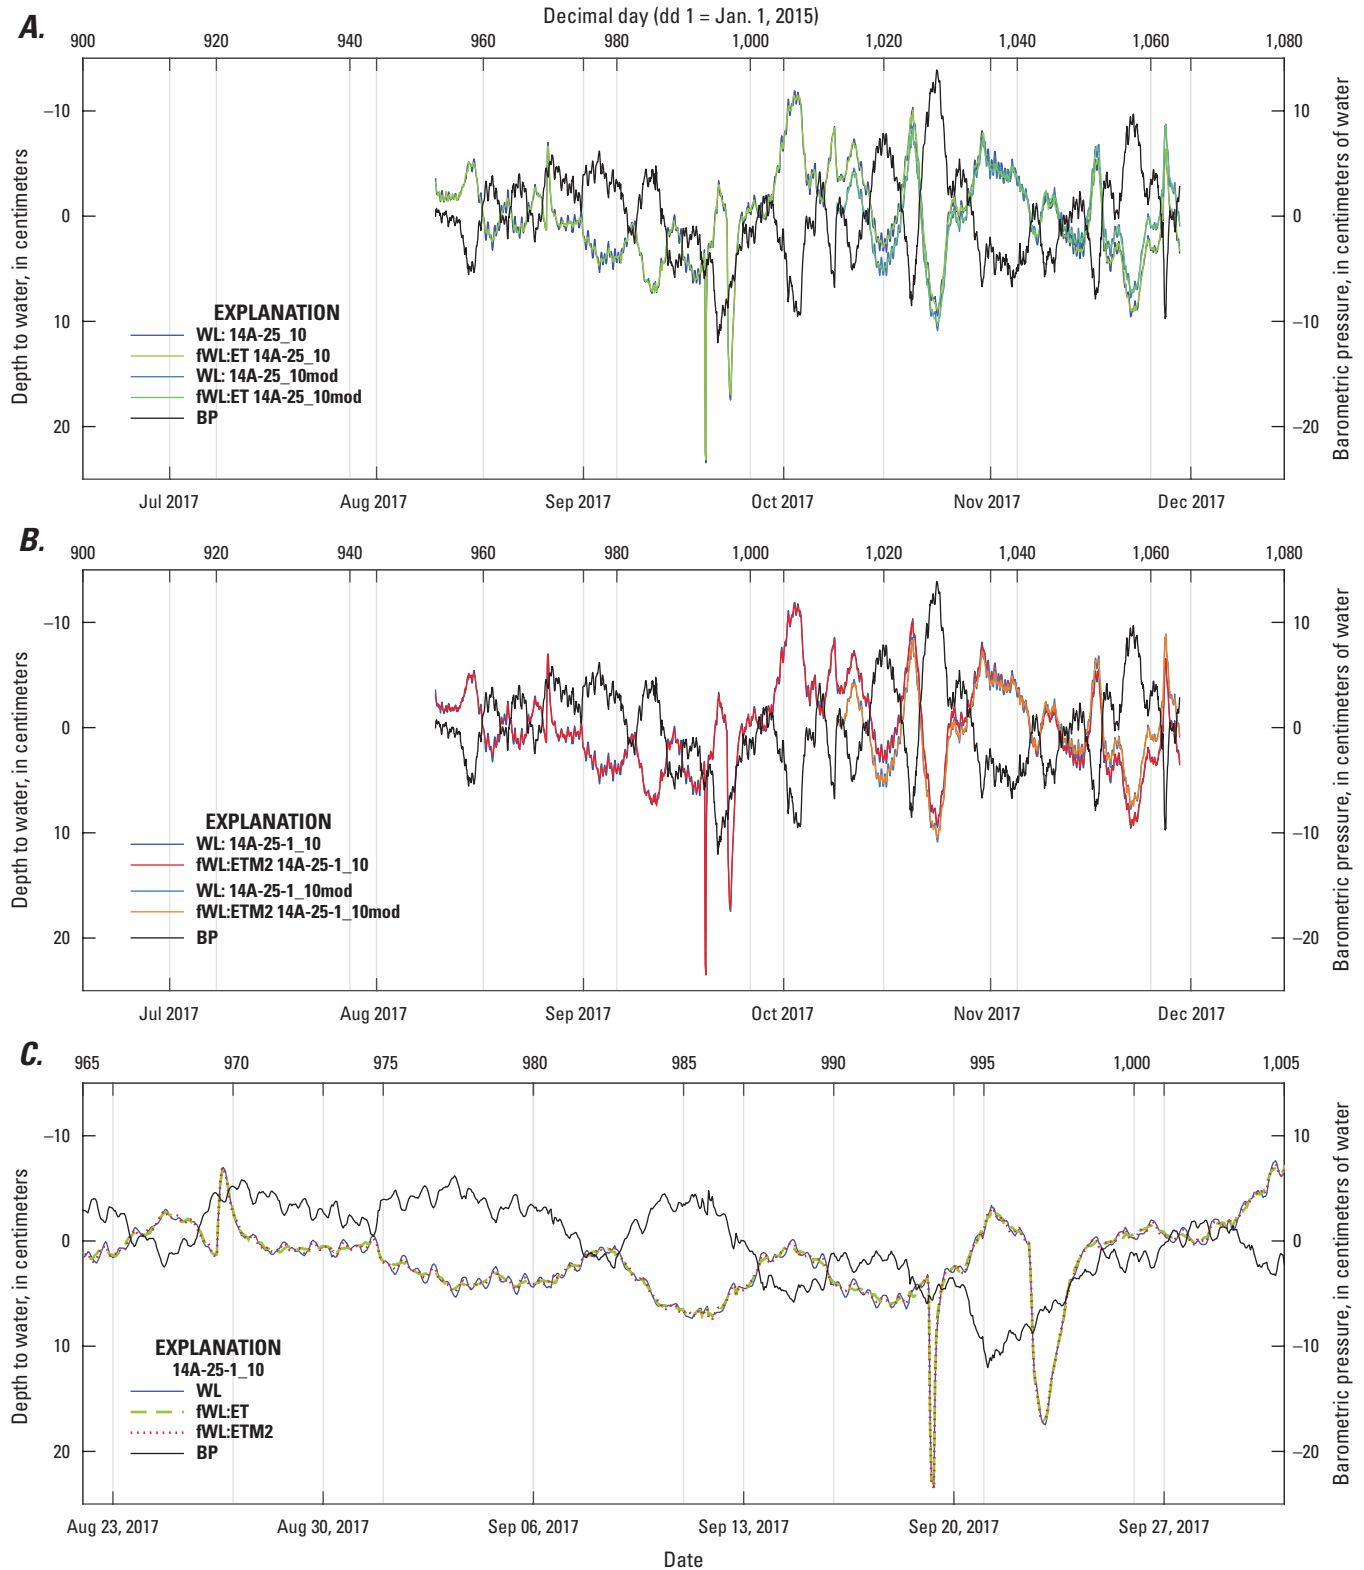 A.
Decimal day (dd 1 = Jan. 1, 2015)
900 920 940 960 980 1,000 1,020 1,040 1,060 1,080
Depth to water, in centimeters
–10 0 10 20
Barometric pressure, in centimeters of water
10 0 –10 –20
EXPLANATION
WL: 14A-25_10
fWL:ET 14A-25_10
WL: 14A-25_10mod
fWL:ET 14A-25_10mod
BP
Jul 2017 Aug 2017 Sep 2017 Oct 2017 Nov 2017 Dec 2017
B.
900 920 940 960 980 1,000 1,020 1,040 1,060 1,080
Depth to water, in centimeters
–10 0 10 20
Barometric pressure, in centimeters of water
10 0 –10 –20
EXPLANATION
WL: 14A-25-1_10
fWL:ETM2 14A-25-1_10
WL: 14A-25-1_10mod
fWL:ETM2 14A-25-1_10mod
BP
Jul 2017 Aug 2017 Sep 2017 Oct 2017 Nov 2017 Dec 2017
C.
965 970 975 980 985 990 995 1,000 1,005
Depth to water, in centimeters
–10 0 10 20
Barometric pressure, in centimeters of water
10 0 –10 –20
EXPLANATION
14A-25-1_10
WL
fWL:ET
fWL:ETM2
BP
Aug 23, 2017 Aug 30, 2017 Sep 06, 2017 Sep 13, 2017 Sep 20, 2017 Sep 27, 2017
Date